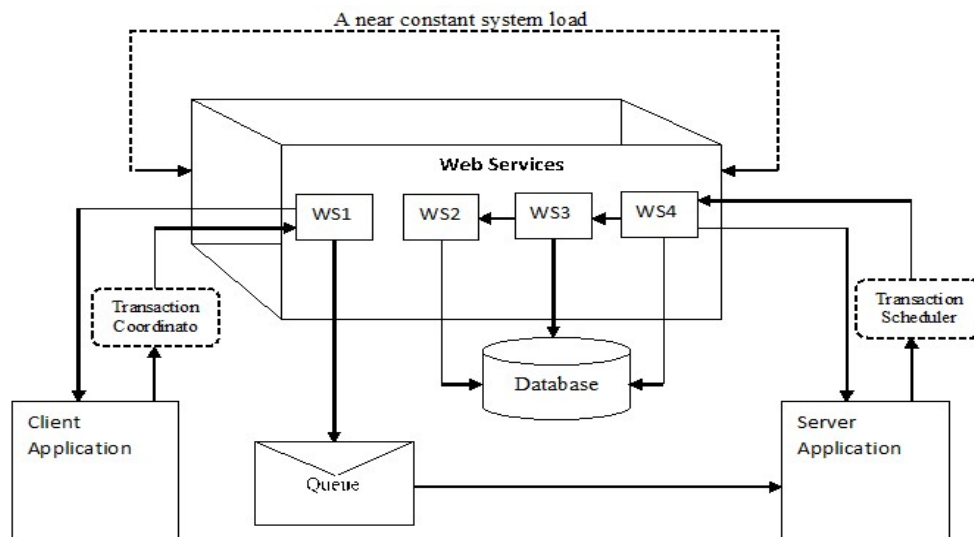 A near constant system load
Web Services
WS1
WS2
WS3
WS4
Transaction
Coordinato
Transaction
Scheduler
Database
Client
Application
Server
Application
Queue